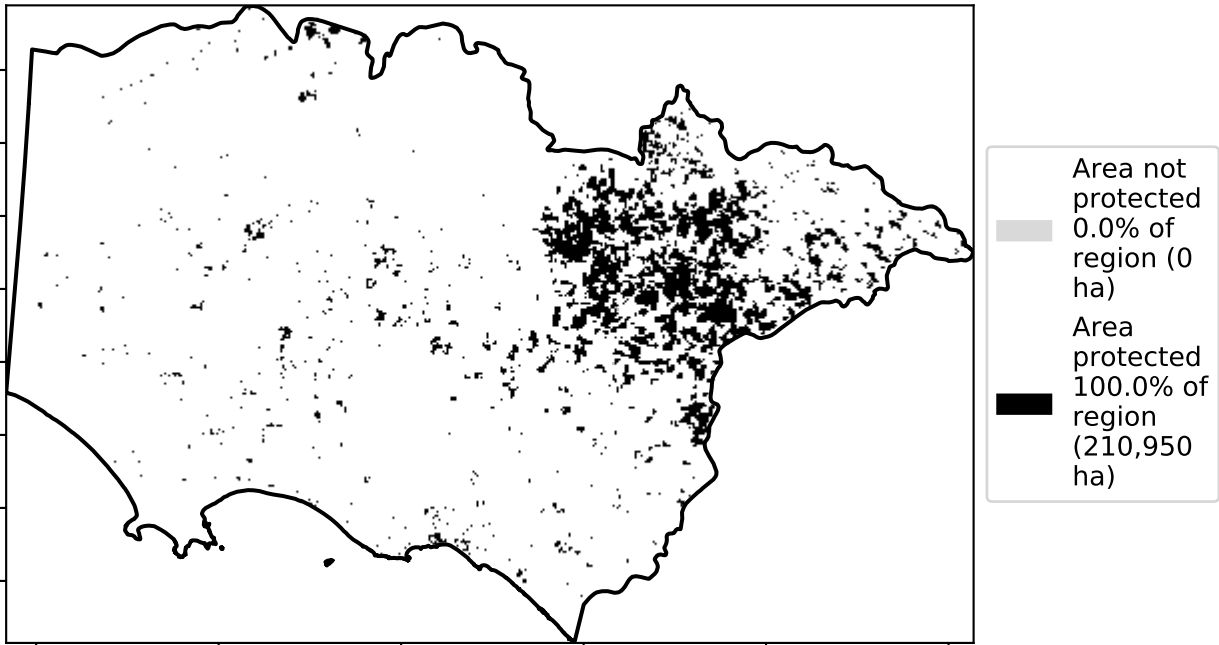 Area not
protected
0.0% of
region (0
ha)
Area
protected
100.0% of
region
(210,950
ha)